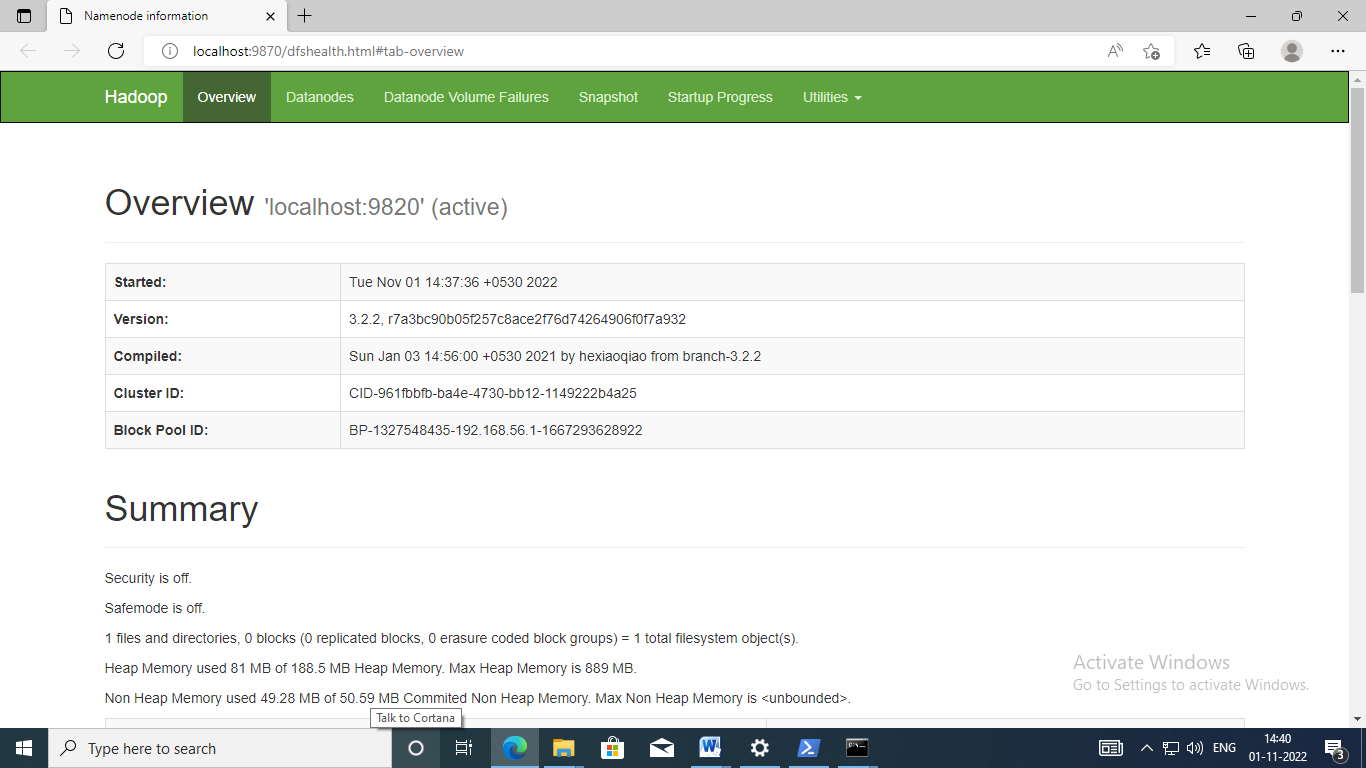 Namenode information
localhost:9870/dfshealth.html#tab-overview
Hadoop Overview Datanodes Datanode Volume Failures Snapshot Startup Progress Utilities
Overview 'localhost:9820' (active)
Started: Tue Nov 01 14:37:36 +0530 2022
Version: 3.2.2, r7a3bc90b05f257c8ace2f76d74264906f0f7a932
Compiled: Sun Jan 03 14:56:00 +0530 2021 by hexiaoqiao from branch-3.2.2
Cluster ID: CID-961fbbfb-ba4e-4730-bb12-1149222b4a25
Block Pool ID: BP-1327548435-192.168.56.1-1667293628922
Summary
Security is off.
Safemode is off.
1 files and directories, 0 blocks (0 replicated blocks, 0 erasure coded block groups) = 1 total filesystem object(s).
Heap Memory used 81 MB of 188.5 MB Heap Memory. Max Heap Memory is 889 MB.
Non Heap Memory used 49.28 MB of 50.59 MB Commited Non Heap Memory. Max Non Heap Memory is <unbounded>.
Activate Windows
Go to Settings to activate Windows.
Talk to Cortana
Type here to search
ENG
14:40
01-11-2022
3